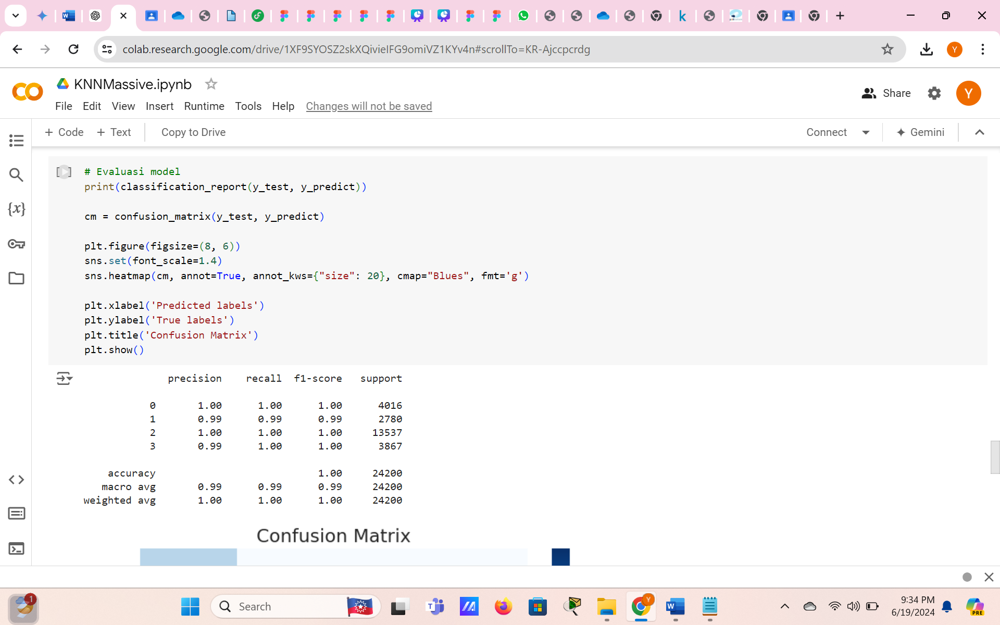 colab.research.google.com/drive/1XF9SYOSZ2skXQivieIFG9omiVZ1KYv4n#scrollTo=KR-Ajccpcrdg
Y
KNNMassive.ipynb
File Edit View Insert Runtime Tools Help Changes will not be saved
Share
Y
+ Code + Text Copy to Drive
Connect
Gemini
# Evaluasi model
print(classification_report(y_test, y_predict))
cm = confusion_matrix(y_test, y_predict)
plt.figure(figsize=(8, 6))
sns.set(font_scale=1.4)
sns.heatmap(cm, annot=True, annot_kws={"size": 20}, cmap="Blues", fmt='g')
plt.xlabel('Predicted labels')
plt.ylabel('True labels')
plt.title('Confusion Matrix')
plt.show()
precision recall f1-score support
0 1.00 1.00 1.00 4016
1 0.99 0.99 0.99 2780
2 1.00 1.00 1.00 13537
3 0.99 1.00 1.00 3867
accuracy 1.00 24200
macro avg 0.99 0.99 0.99 24200
weighted avg 1.00 1.00 1.00 24200
Confusion Matrix
1
Search
9:34 PM
6/19/2024
PRE